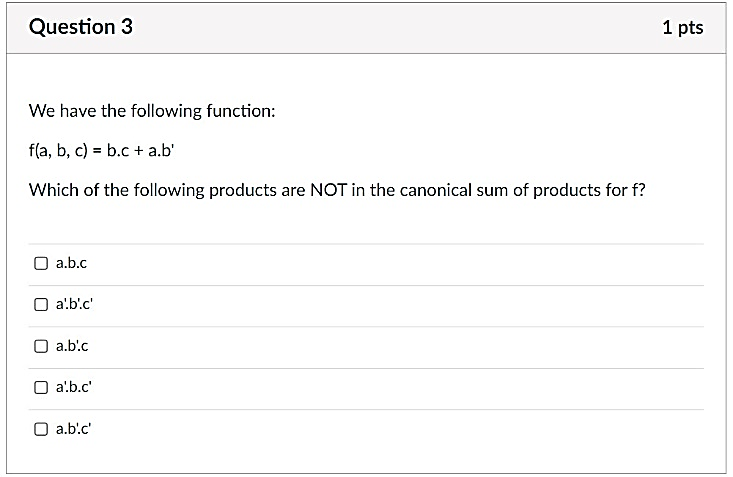 Question 3
1 pts
We have the following function:
f(a, b, c) = b.c + a.b'
Which of the following products are NOT in the canonical sum of products for f?
a.b.c
a'.b'.c'
a.b'.c
a'.b.c'
a.b'.c'